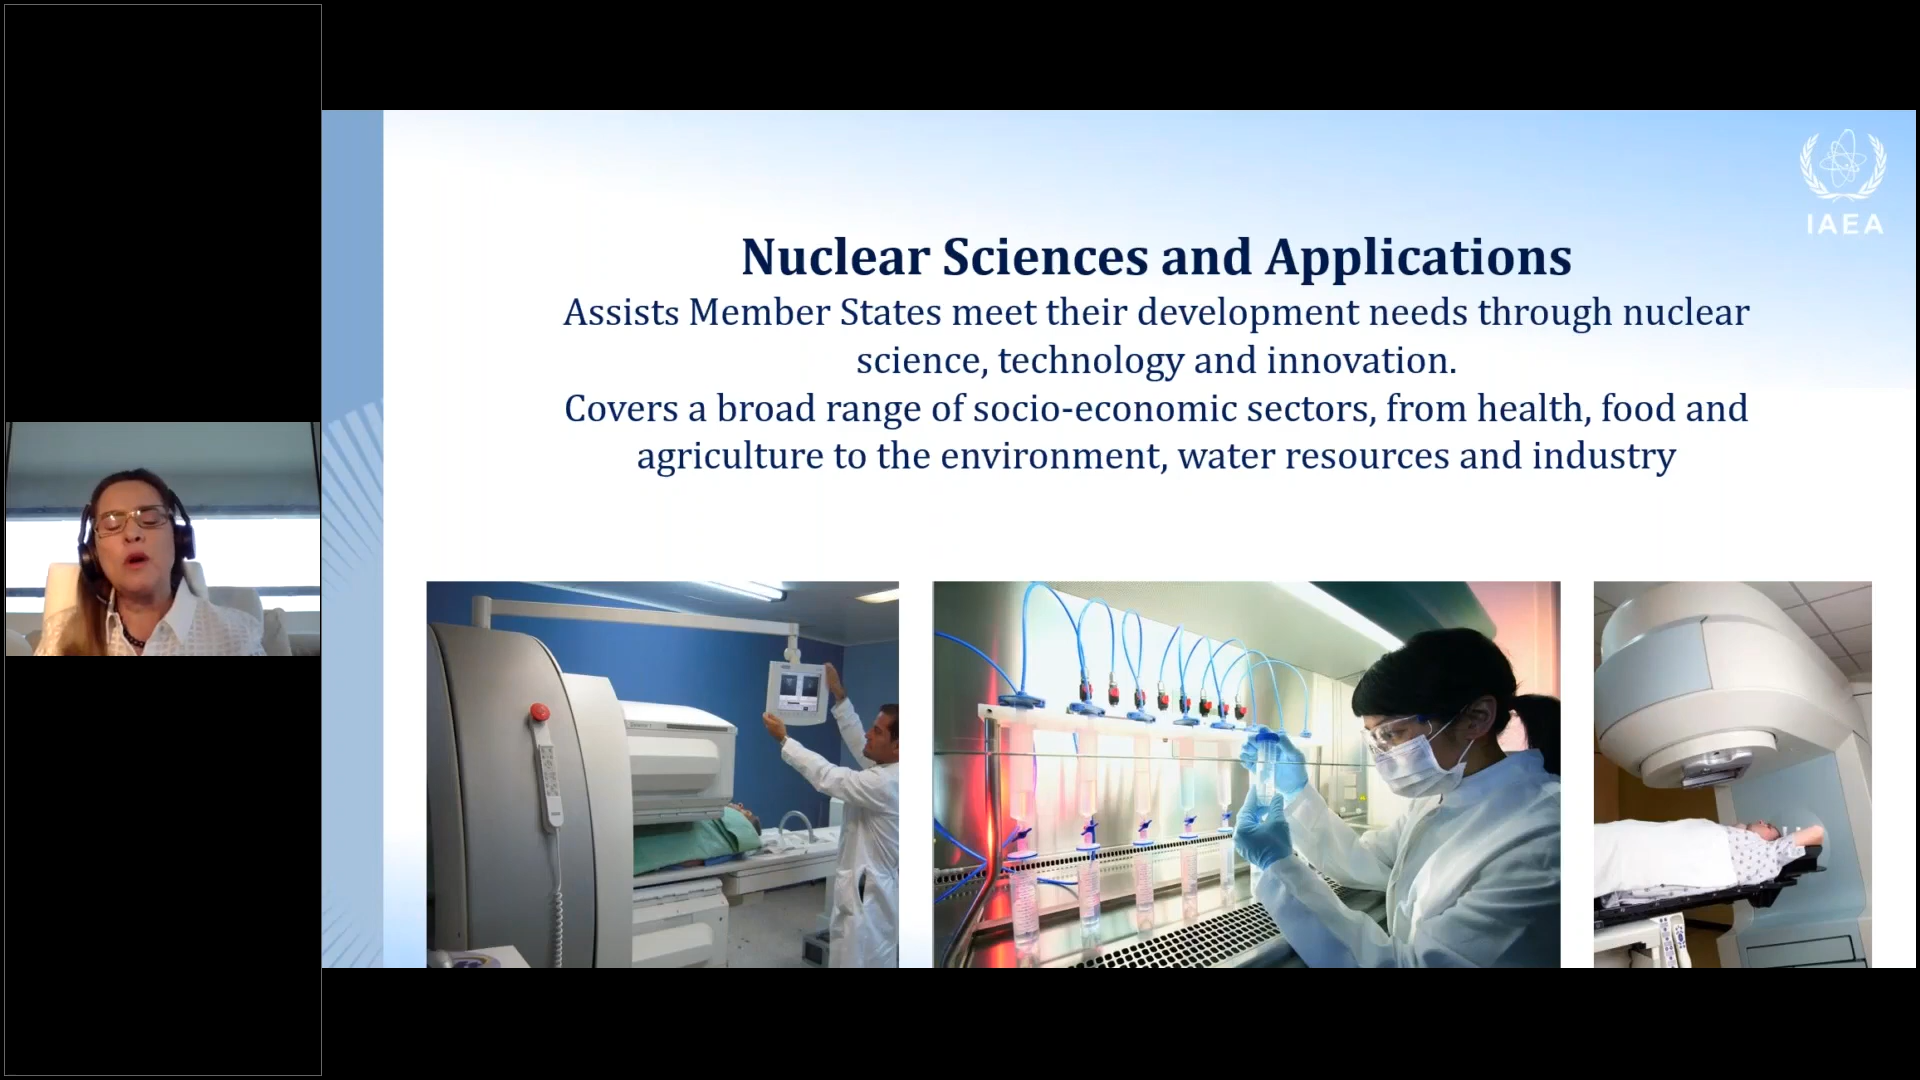 IAEA
Nuclear Sciences and Applications
Assists Member States meet their development needs through nuclear
science, technology and innovation.
Covers a broad range of socio-economic sectors, from health, food and
agriculture to the environment, water resources and industry